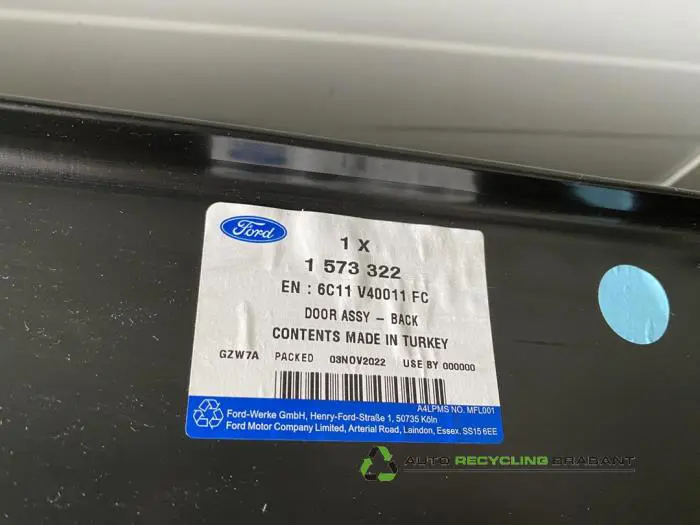 Ford
1 X
1 573 322
EN : 6C11 V40011 FC
DOOR ASSY - BACK
CONTENTS MADE IN TURKEY
GZW7A PACKED 03NOV2022 USE BY 000000
A4LPMS NO. MFL001
Ford-Werke GmbH, Henry-Ford-Straße 1, 50735 Köln
Ford Motor Company Limited, Arterial Road, Laindon, Essex. SS15 6EE
AUTO RECYCLING BRABANT